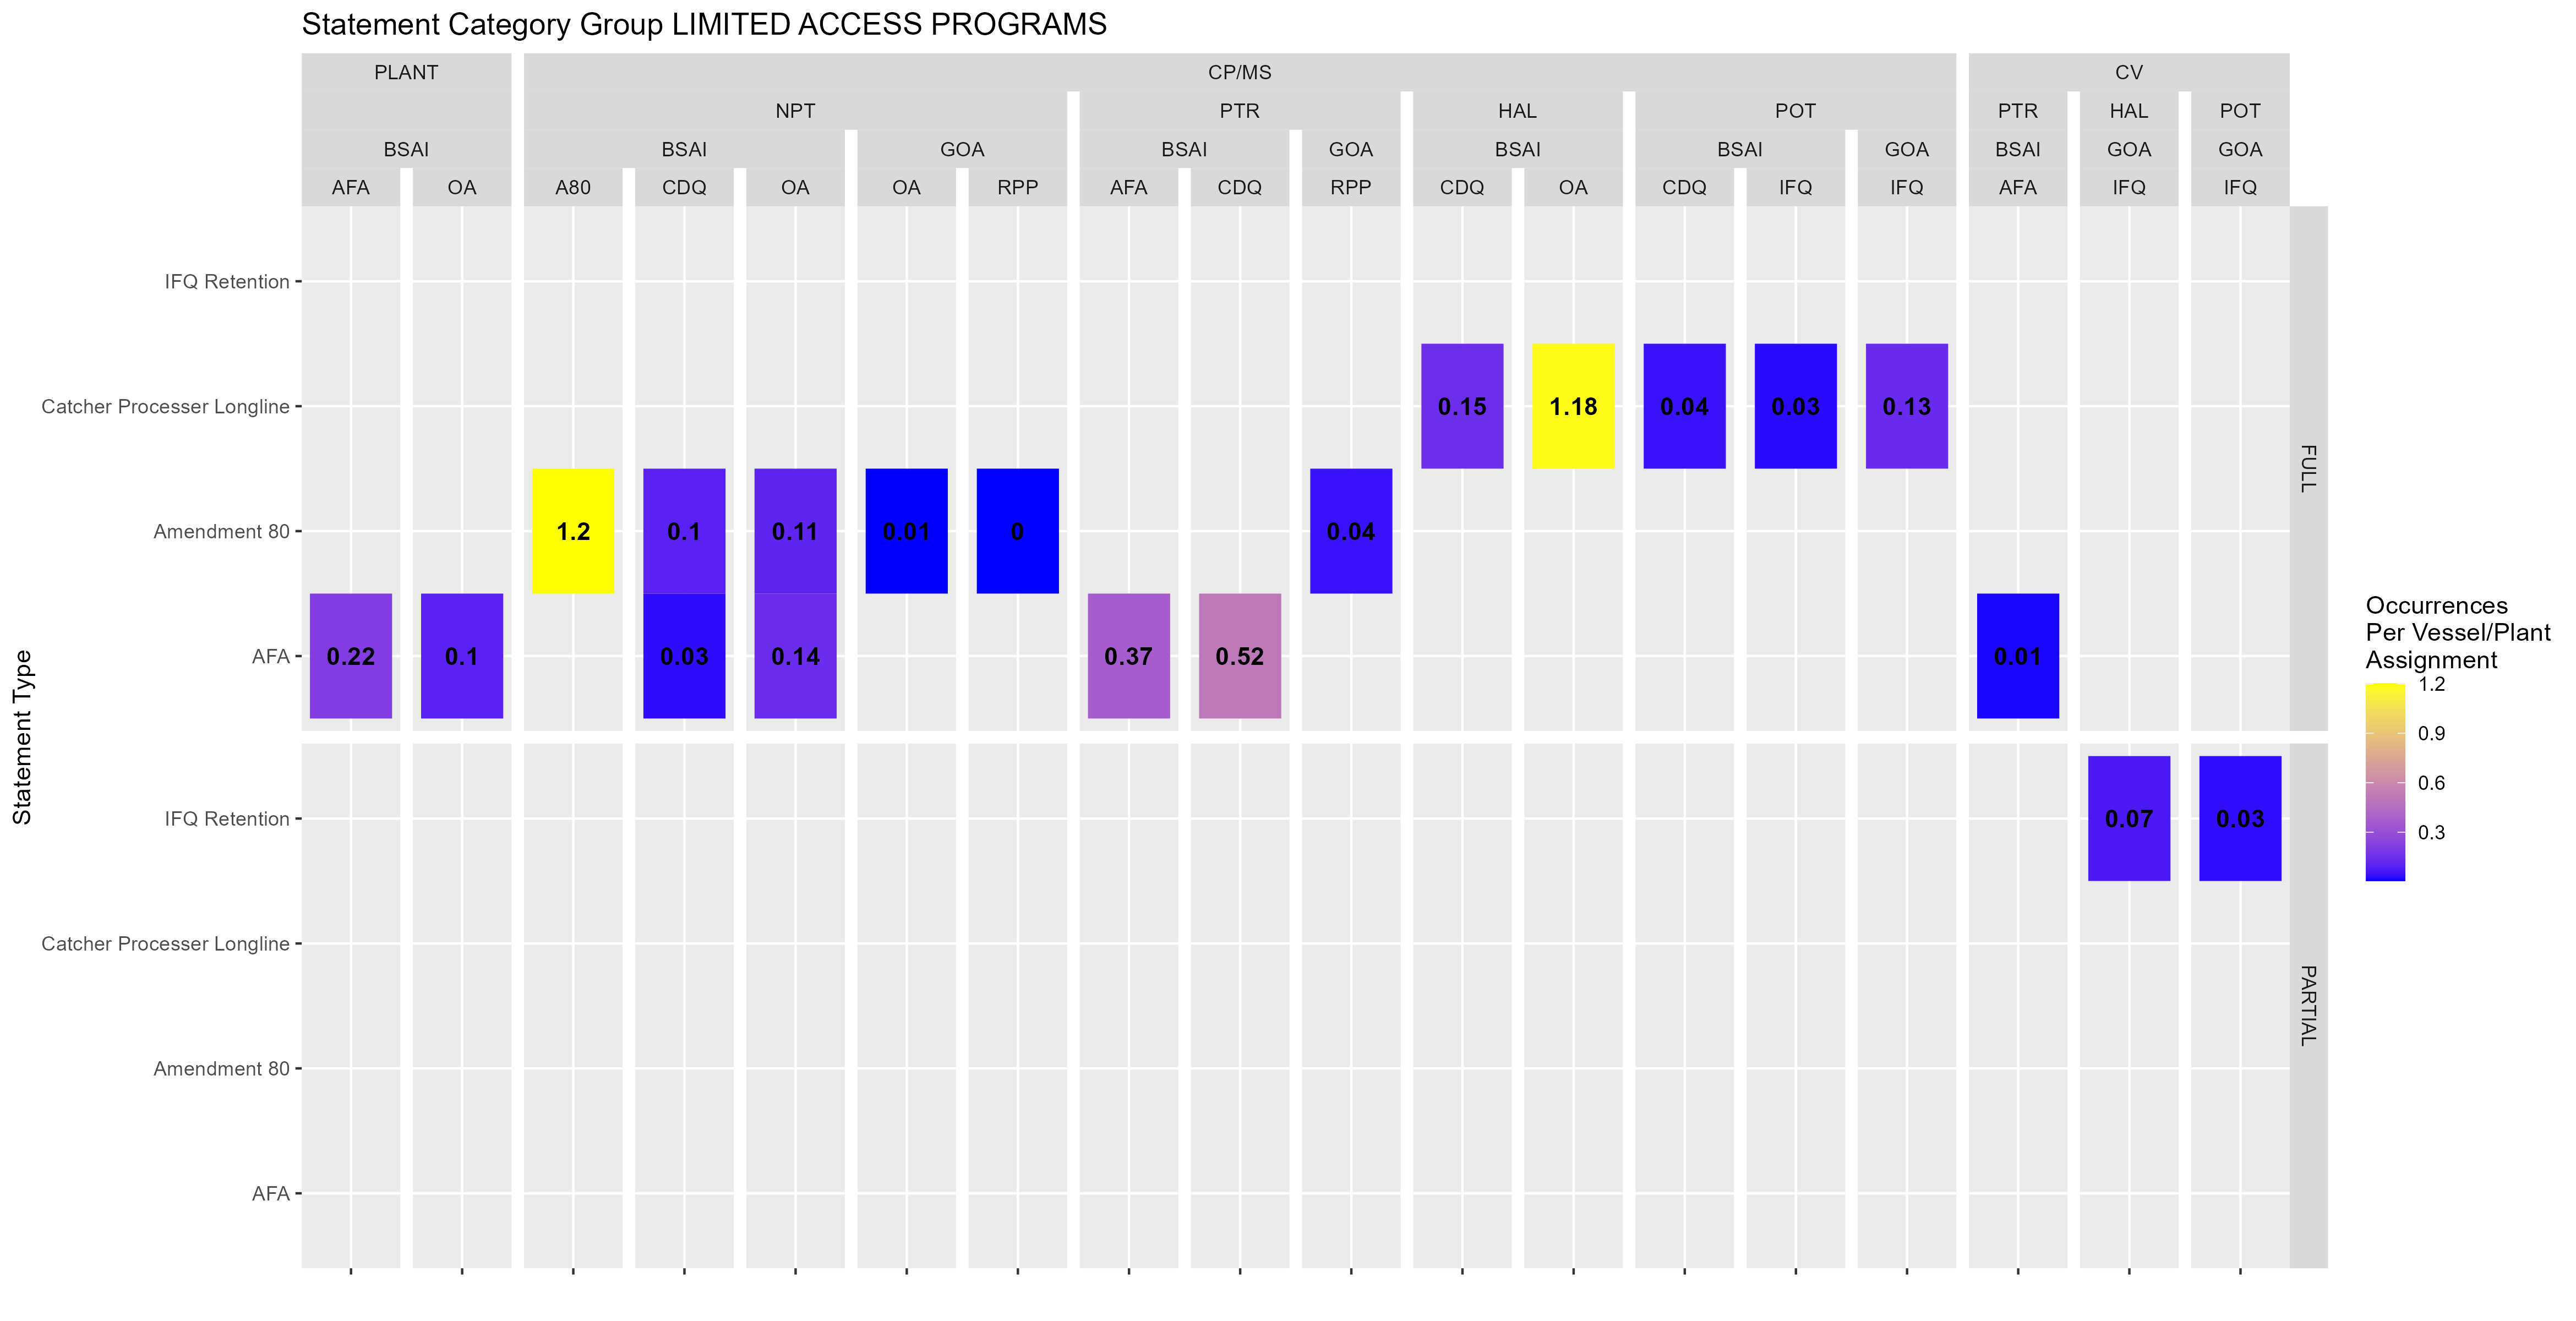 Statement Category Group LIMITED ACCESS PROGRAMS
PLANT CP/MS CV
NPT PTR HAL POT PTR HAL POT
BSAI BSAI GOA BSAI GOA BSAI BSAI GOA BSAI GOA GOA
AFA OA A80 CDQ OA OA RPP AFA CDQ RPP CDQ OA CDQ IFQ IFQ AFA IFQ IFQ
IFQ Retention
Catcher Processer Longline 0.15 1.18 0.04 0.03 0.13
Amendment 80 1.2 0.1 0.11 0.01 0 0.04
AFA 0.22 0.1 0.03 0.14 0.37 0.52 0.01
FULL
IFQ Retention 0.07 0.03
Catcher Processer Longline
Amendment 80
AFA
PARTIAL
Statement Type
Occurrences
Per Vessel/Plant
Assignment
1.2
0.9
0.6
0.3